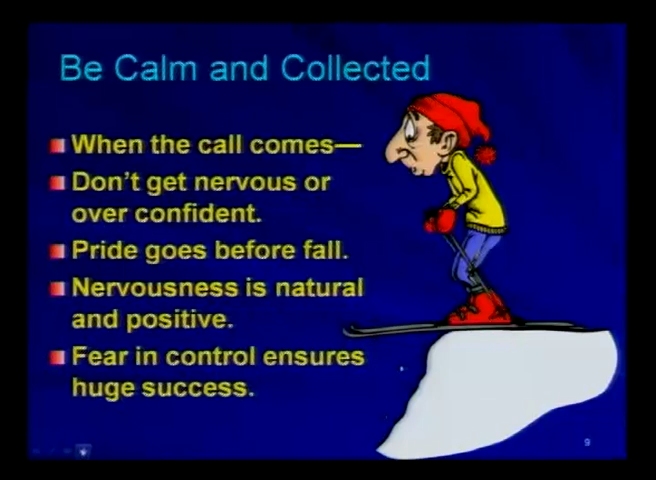 Be Calm and Collected
When the call comes—
Don't get nervous or
over confident.
Pride goes before fall.
Nervousness is natural
and positive.
Fear in control ensures
huge success.
9